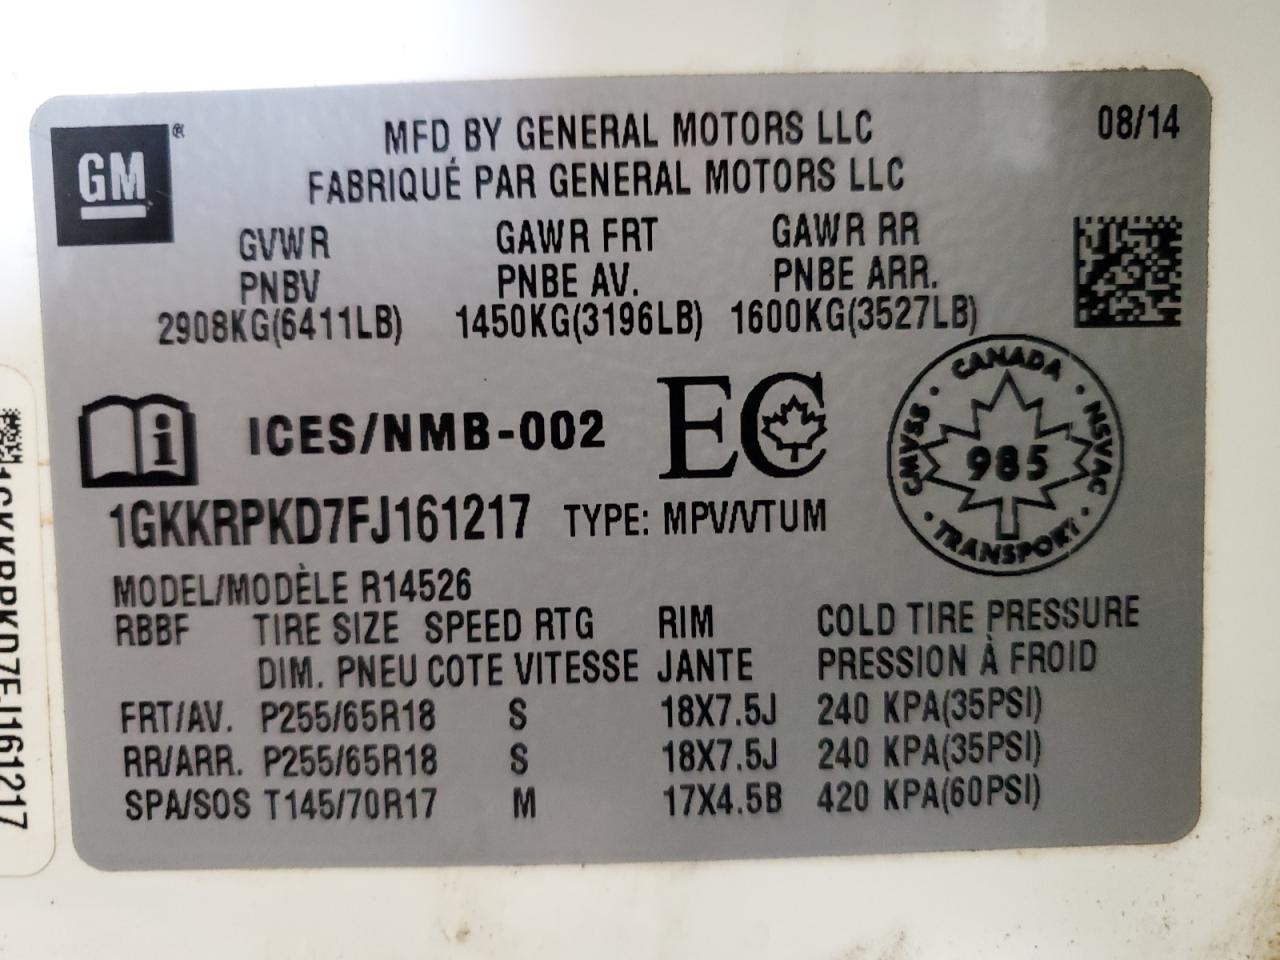 GM
®
MFD BY GENERAL MOTORS LLC
08/14
FABRIQUÉ PAR GENERAL MOTORS LLC
GVWR GAWR FRT GAWR RR
PNBV PNBE AV. PNBE ARR.
2908KG(6411LB) 1450KG(3196LB) 1600KG(3527LB)
i
ICES/NMB-002
EC
CANADA
CMVSS
985
NSVAC
TRANSPORT
1GKKRPKD7FJ161217 TYPE: MPV/VTUM
MODEL/MODÈLE R14526
RBBF TIRE SIZE SPEED RTG RIM COLD TIRE PRESSURE
DIM. PNEU COTE VITESSE JANTE PRESSION À FROID
FRT/AV. P255/65R18 S 18X7.5J 240 KPA(35PSI)
RR/ARR. P255/65R18 S 18X7.5J 240 KPA(35PSI)
SPA/SOS T145/70R17 M 17X4.5B 420 KPA(60PSI)
1GKKRPKD7FJ161217